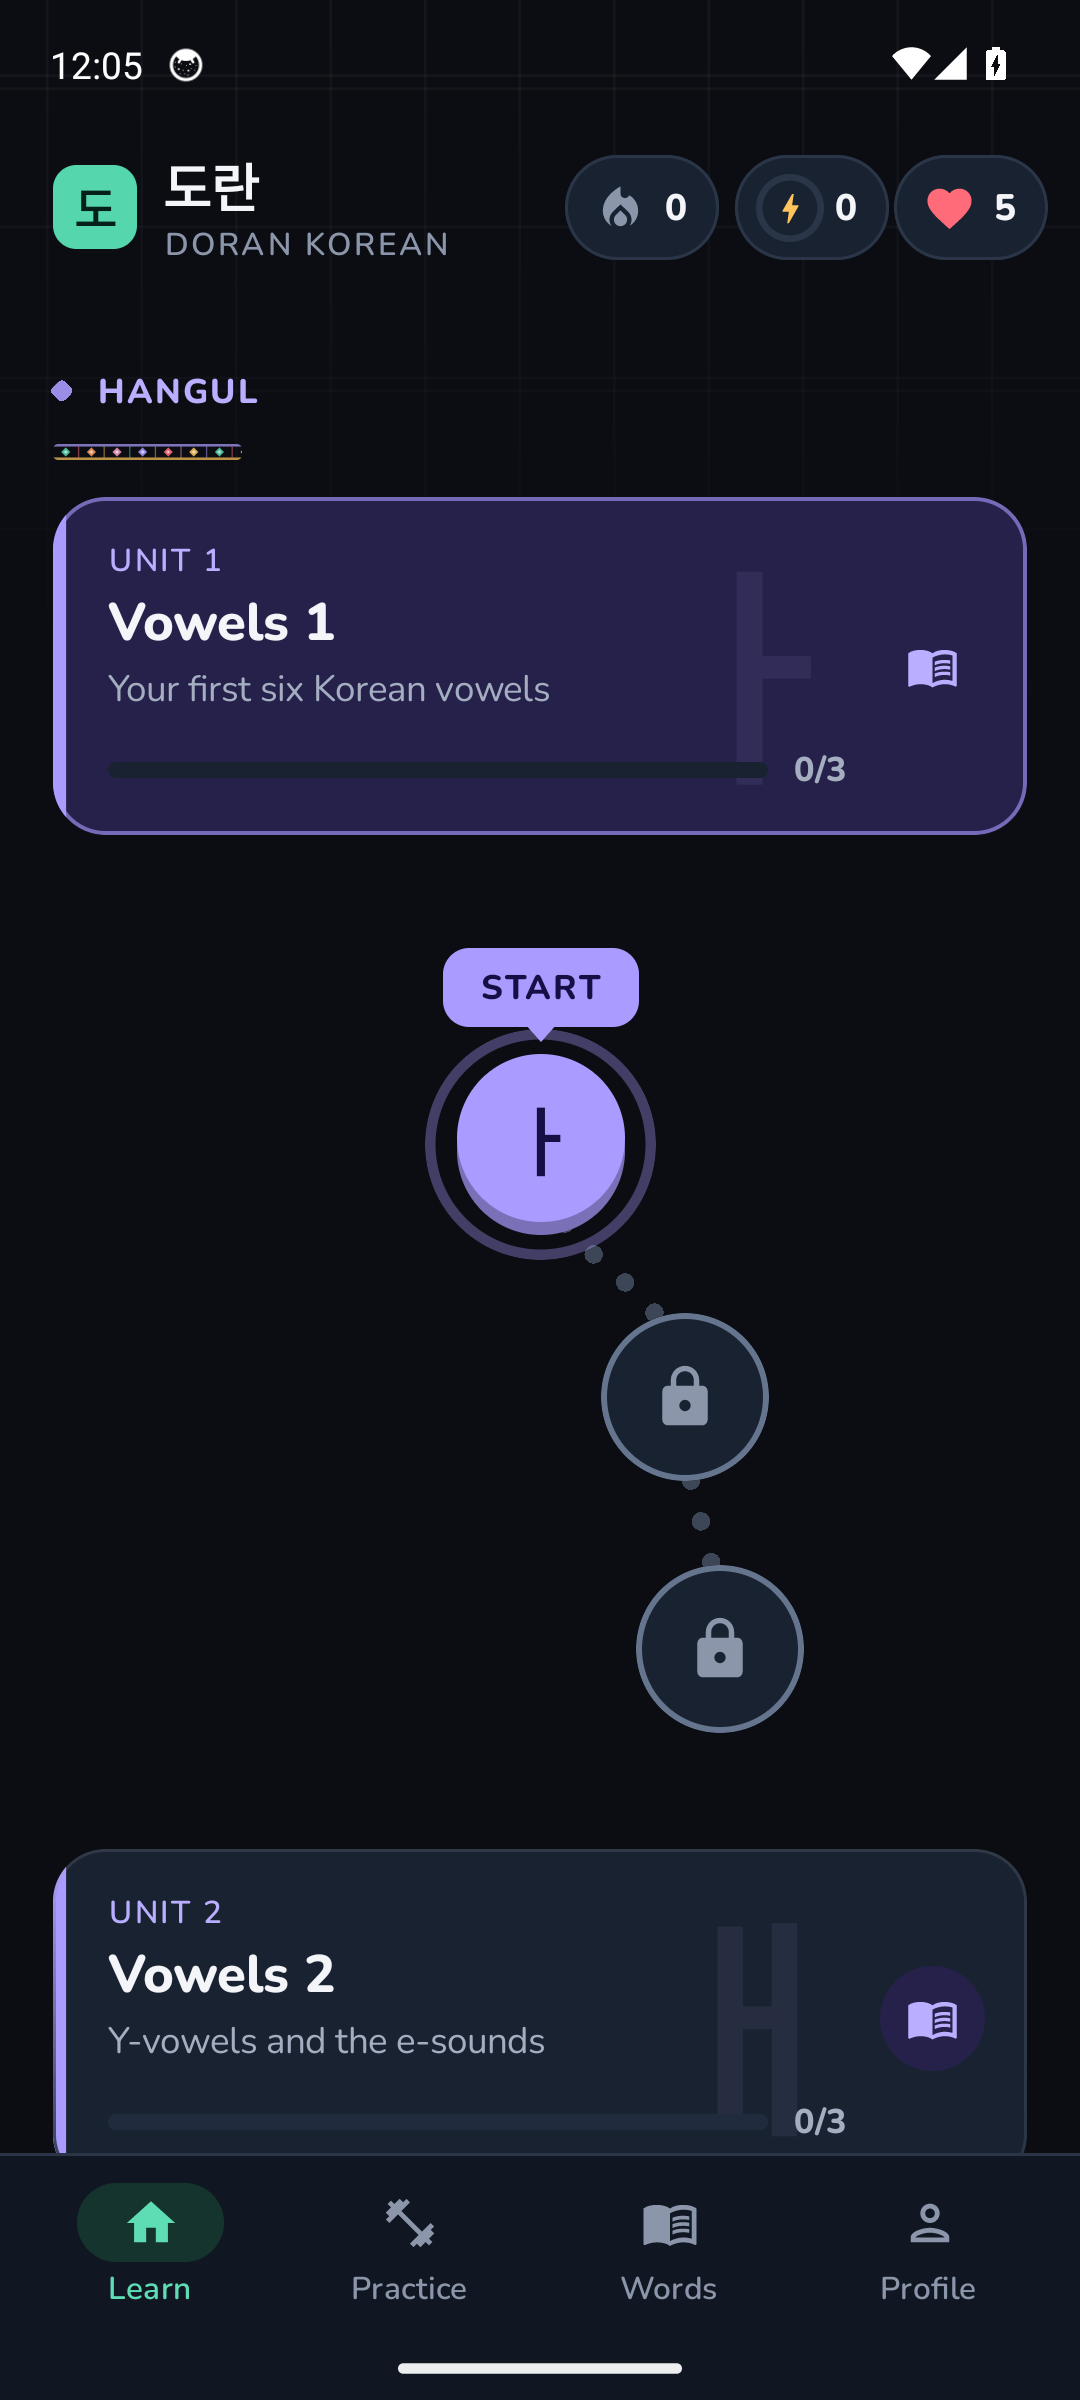 12:05
도
도란
DORAN KOREAN
0
0
5
HANGUL
UNIT 1
Vowels 1
Your first six Korean vowels
ㅏ
0/3
START
ㅏ
UNIT 2
Vowels 2
Y-vowels and the e-sounds
ㅐ
0/3
Learn
Practice
Words
Profile